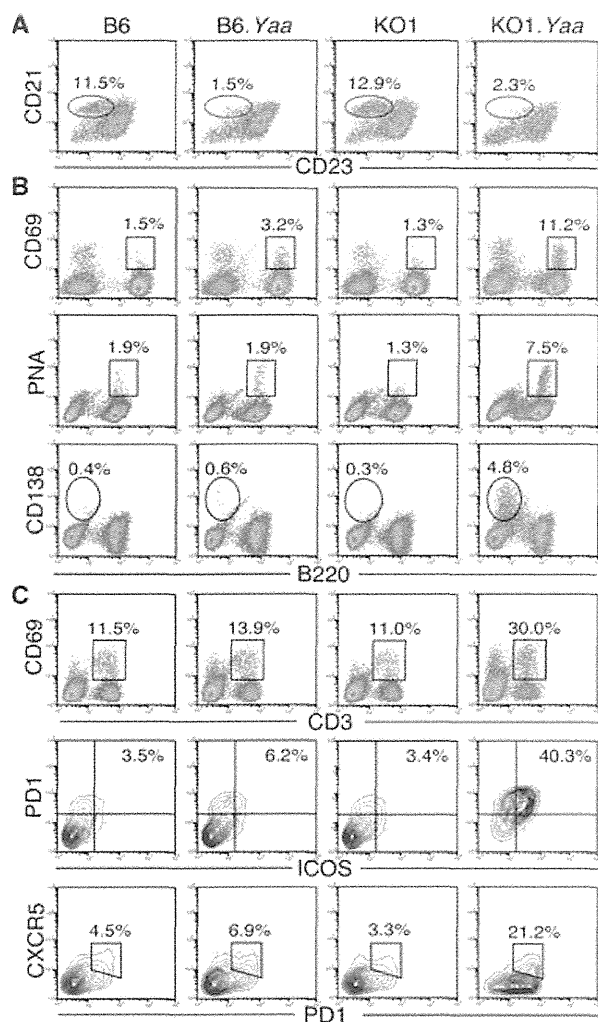 B6 B6.Yaa KO1 KO1.Yaa
A
CD21
11.5% 1.5% 12.9% 2.3%
CD23
B
CD69
1.5% 3.2% 1.3% 11.2%
PNA
1.9% 1.9% 1.3% 7.5%
CD138
0.4% 0.6% 0.3% 4.8%
B220
C
CD69
11.5% 13.9% 11.0% 30.0%
CD3
PD1
3.5% 6.2% 3.4% 40.3%
ICOS
CXCR5
4.5% 6.9% 3.3% 21.2%
PD1